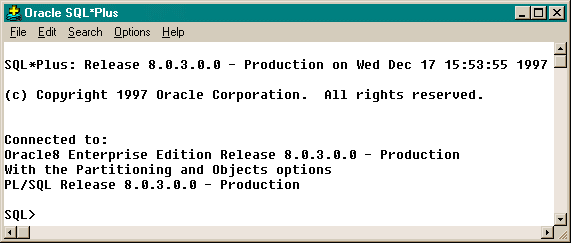 Oracle SQL*Plus
File Edit Search Options Help
SQL*Plus: Release 8.0.3.0.0 - Production on Wed Dec 17 15:53:55 1997
(c) Copyright 1997 Oracle Corporation.  All rights reserved.
Connected to:
Oracle8 Enterprise Edition Release 8.0.3.0.0 - Production
With the Partitioning and Objects options
PL/SQL Release 8.0.3.0.0 - Production
SQL>